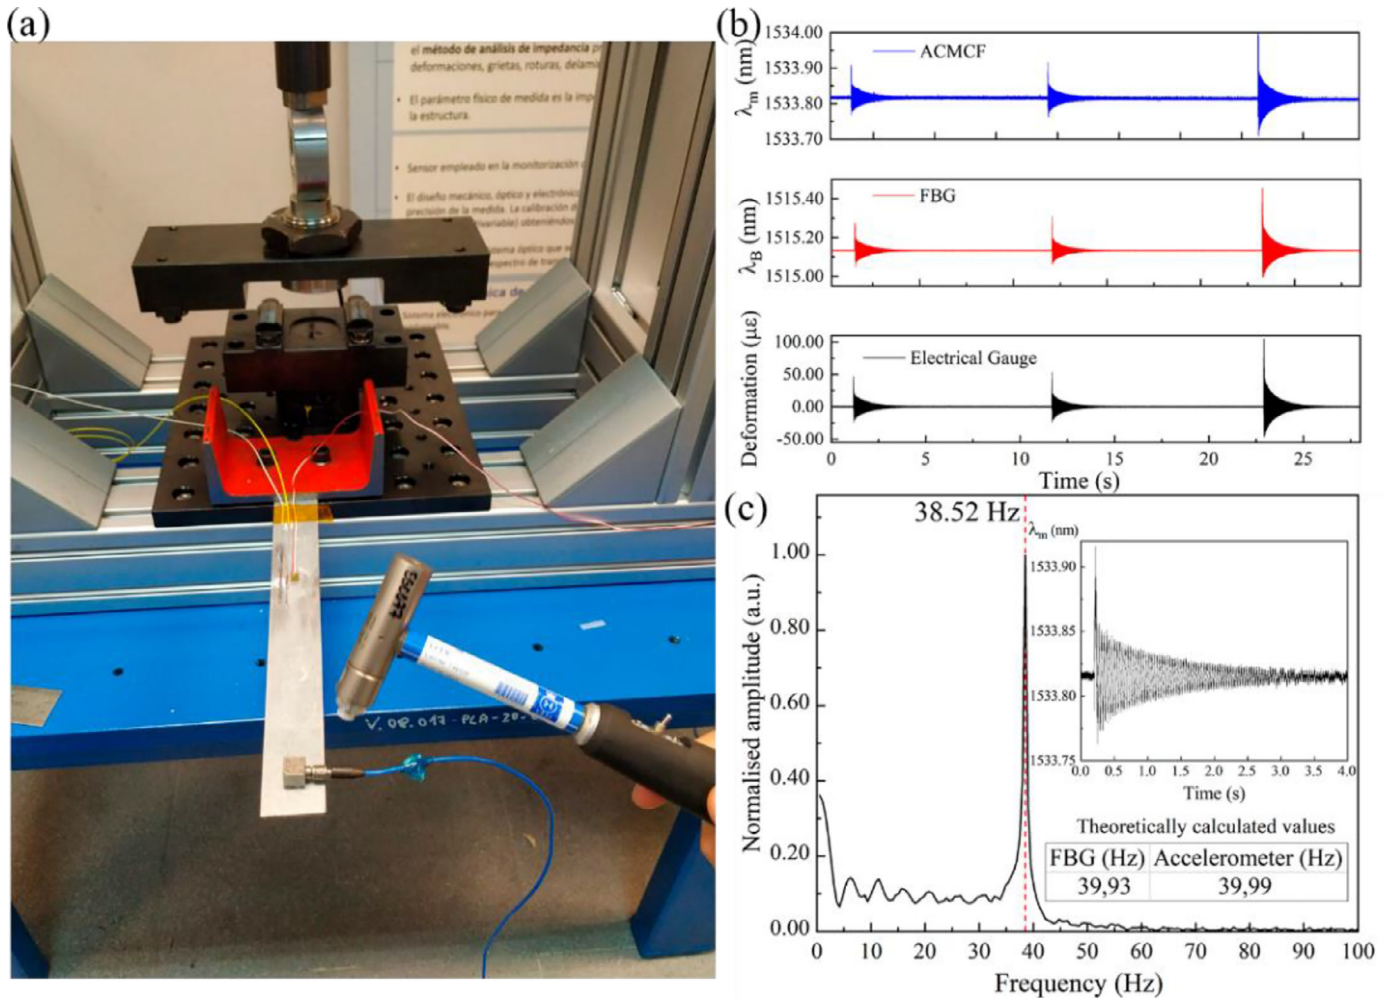 (a)
el método de análisis de impedancia
deformaciones, grietas, roturas,
• El parámetro físico de medida es la
la estructura.
• Sensor empleado en la monitorización
• El diseño mecánico, óptico y electrónico
precisión de la medida. La calibración
V. 08.017-PLA-20-
(b)
1534.00
1533.90
1533.80
1533.70
λm (nm)
ACMCF
1515.40
1515.20
1515.00
λB (nm)
FBG
100.00
50.00
0.00
-50.00
Deformation (με)
Electrical Gauge
0 5 10 15 20 25
Time (s)
(c)
38.52 Hz
1.00
0.80
0.60
0.40
0.20
0.00
Normalised amplitude (a.u.)
0 10 20 30 40 50 60 70 80 90 100
Frequency (Hz)
λm (nm)
1533.90
1533.85
1533.80
1533.75
0.0 0.5 1.0 1.5 2.0 2.5 3.0 3.5 4.0
Time (s)
Theoretically calculated values
FBG (Hz) Accelerometer (Hz)
39,93 39,99